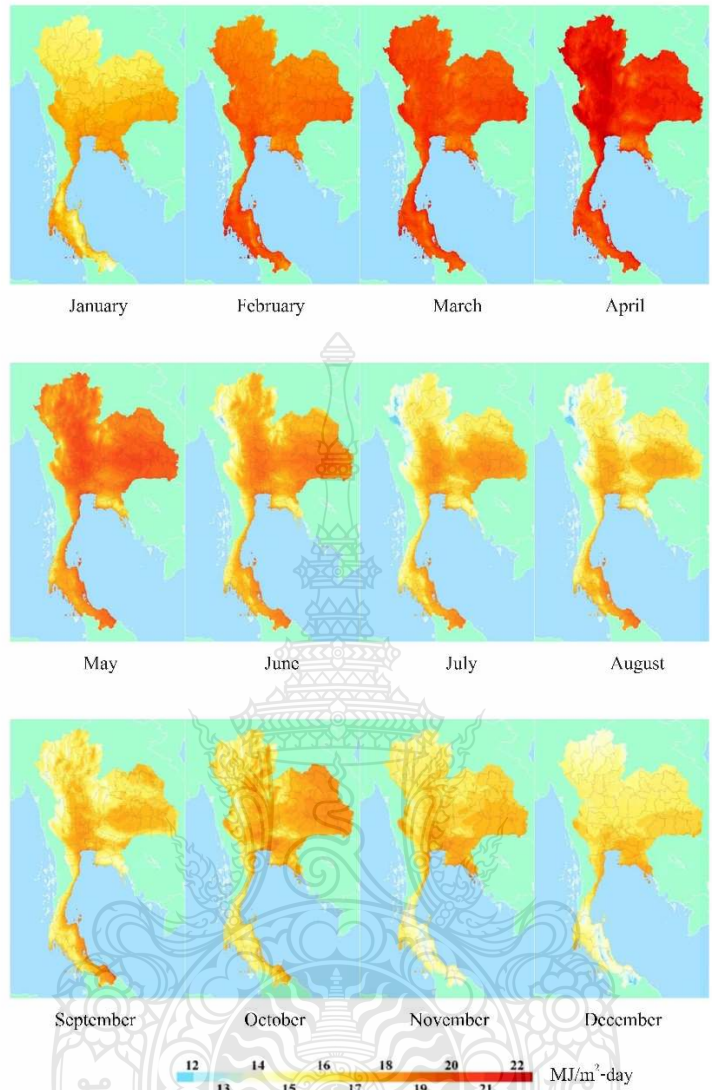 January February March April
May June July August
September October November December
12 14 16 18 20 22 MJ/m²-day
13 15 17 19 21